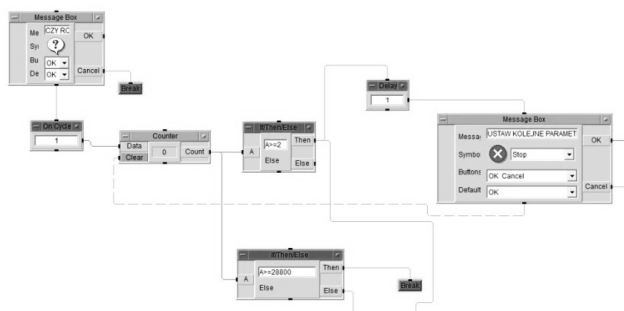 Message Box
Me
CZY RO
OK
Sy
?
Bu
OK
Cancel
De
OK
Break
On Cycle
1
Counter
Data
0
Count
Clear
If/Then/Else
A
A>=2
Then
Else
Else
Delay
1
Message Box
Messa
USTAW KOLEJNE PARAMET
OK
Symbo
Stop
Buttons
OK Cancel
Default
OK
Cancel
If/Then/Else
A
A>=28800
Then
Else
Else
Break